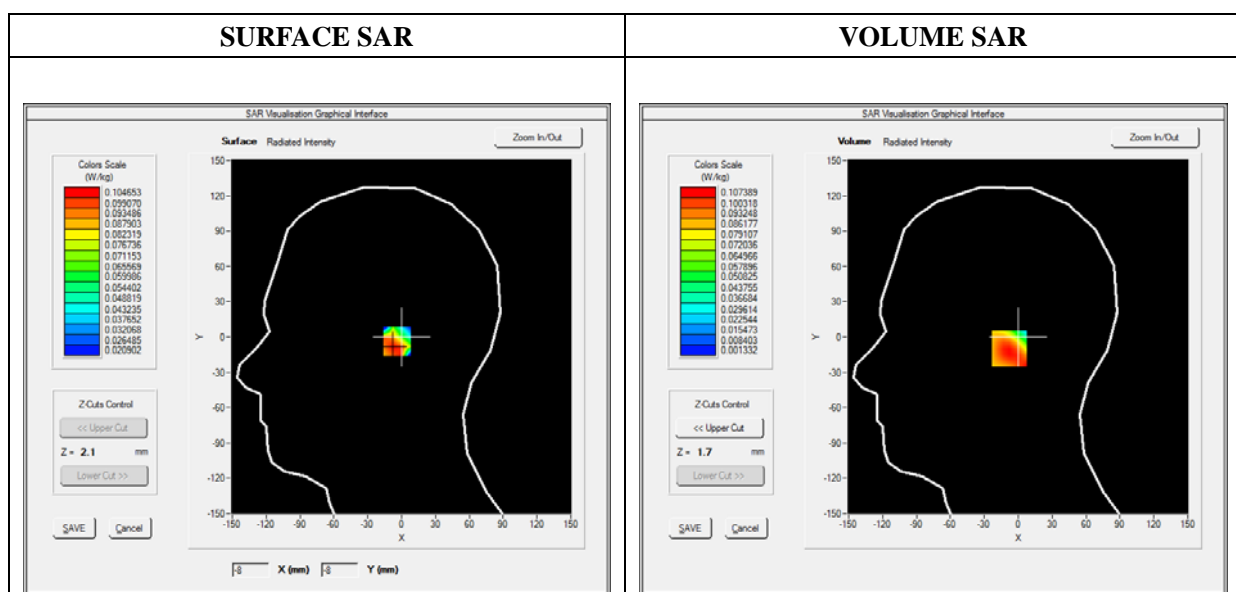 SURFACE SAR
VOLUME SAR
SAR Visualisation Graphical Interface
Surface Radiated Intensity
Zoom In/Out
Colors Scale
(W/kg)
0.104653
0.099070
0.093486
0.087903
0.082319
0.076736
0.071153
0.065569
0.059986
0.054402
0.048819
0.043235
0.037652
0.032068
0.026485
0.020902
Z-Cuts Control
<< Upper Cut
Z = 2.1 mm
Lower Cut >>
SAVE Cancel
150
120
90
60
30
0
-30
-60
-90
-120
-150
Y
-150 -120 -90 -60 -30 0 30 60 90 120 150
X
-8 X (mm) -8 Y (mm)
SAR Visualisation Graphical Interface
Volume Radiated Intensity
Zoom In/Out
Colors Scale
(W/kg)
0.107389
0.100318
0.093248
0.086177
0.079107
0.072036
0.064966
0.057896
0.050825
0.043755
0.036684
0.029614
0.022544
0.015473
0.008403
0.001332
Z-Cuts Control
<< Upper Cut
Z = 1.7 mm
Lower Cut >>
SAVE Cancel
150
120
90
60
30
0
-30
-60
-90
-120
-150
Y
-150 -120 -90 -60 -30 0 30 60 90 120 150
X